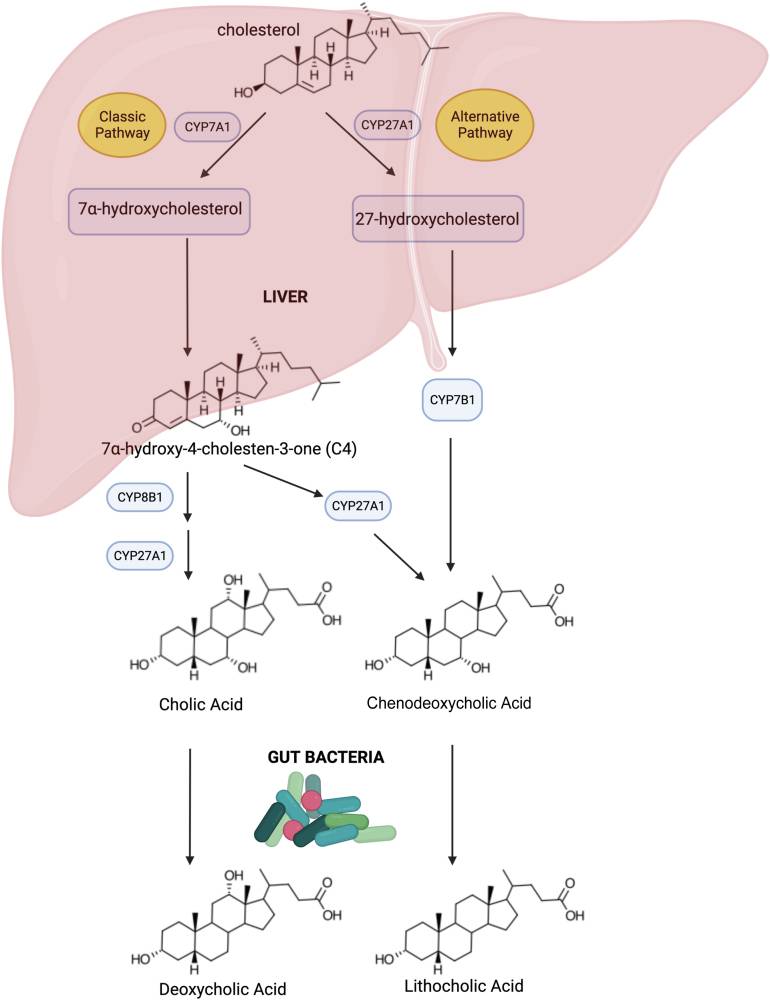 cholesterol
H
H
H
H
HO
Classic
Pathway
CYP7A1
CYP27A1
Alternative
Pathway
7α-hydroxycholesterol
27-hydroxycholesterol
LIVER
H
H
H
H
O
OH
7α-hydroxy-4-cholesten-3-one (C4)
CYP7B1
CYP8B1
CYP27A1
CYP27A1
OH
O
OH
HO
H
OH
Cholic Acid
O
OH
HO
H
OH
Chenodeoxycholic Acid
GUT BACTERIA
OH
O
OH
HO
H
Deoxycholic Acid
O
OH
HO
H
Lithocholic Acid